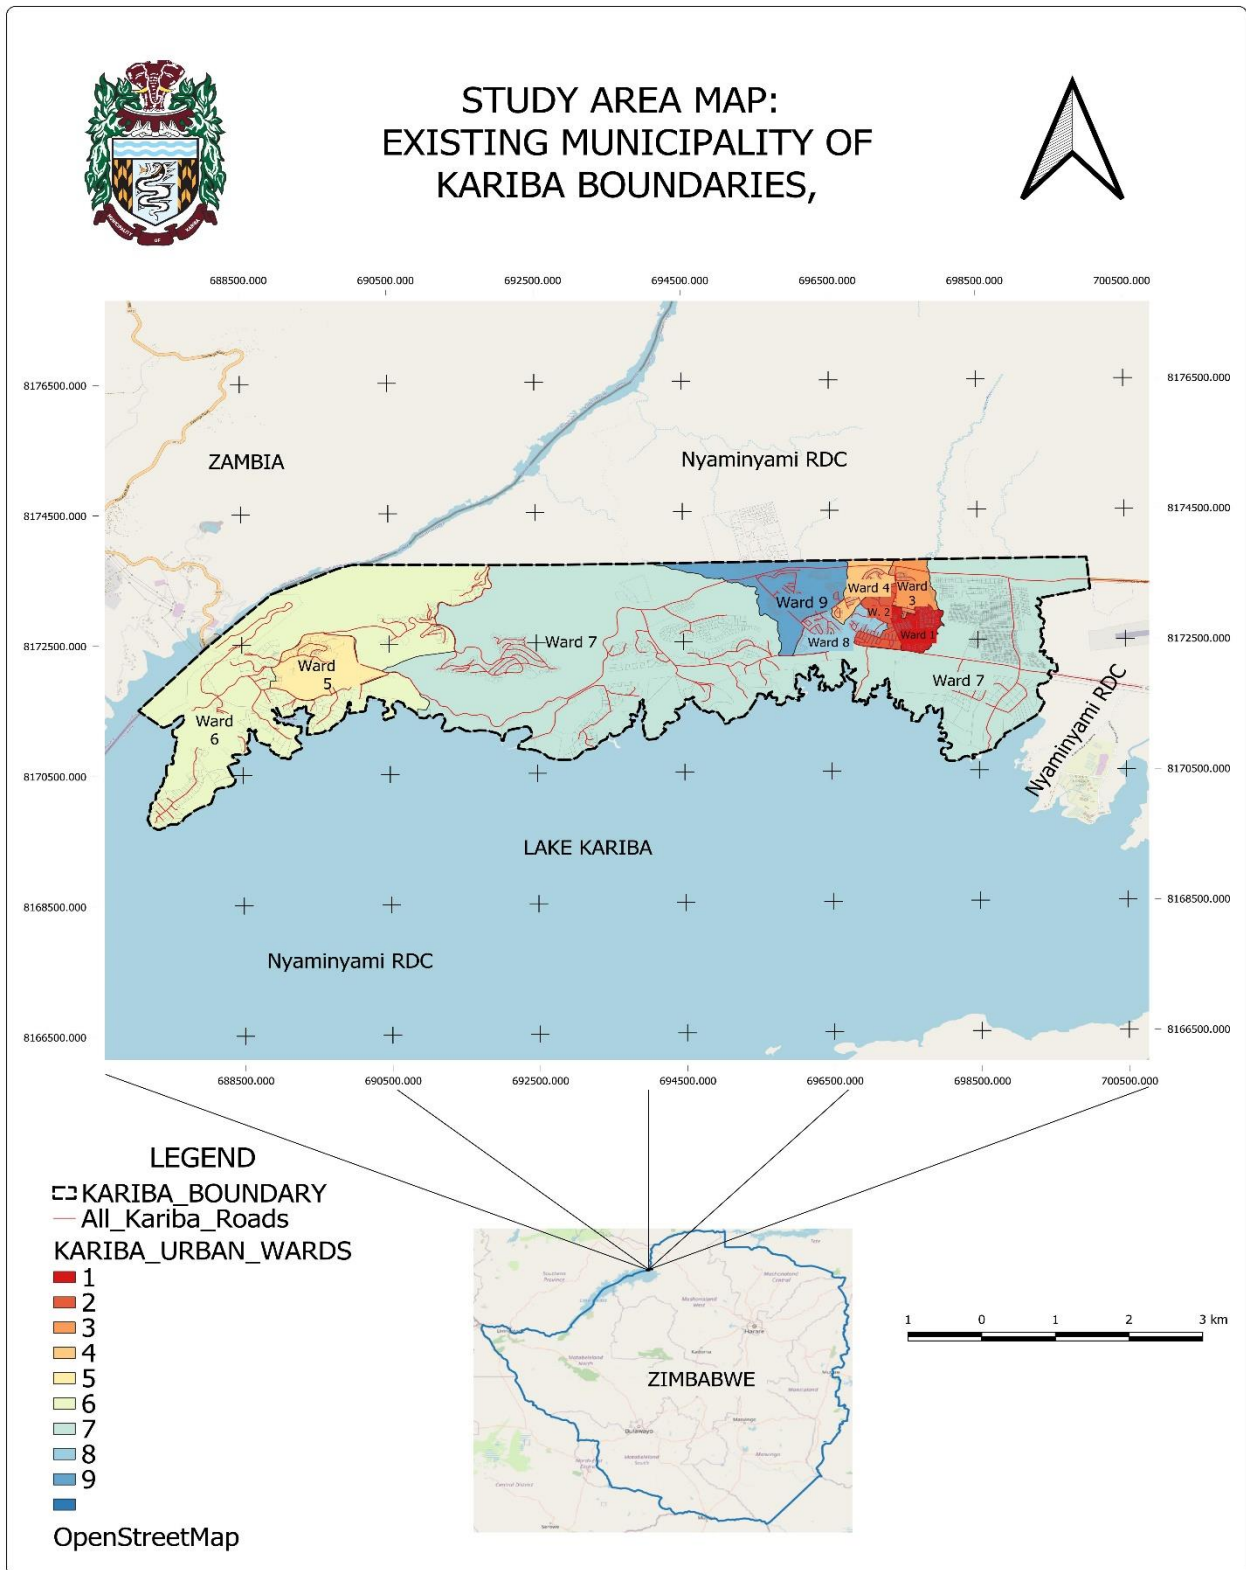 STUDY AREA MAP:
EXISTING MUNICIPALITY OF
KARIBA BOUNDARIES,
MUNICIPALITY OF KARIBA
688500.000 690500.000 692500.000 694500.000 696500.000 698500.000 700500.000
8176500.000 8176500.000
ZAMBIA Nyaminyami RDC
8174500.000 8174500.000
Ward 4 Ward 3
Ward 9 W. 2
Ward 1
8172500.000 Ward 7 Ward 8 8172500.000
Ward 5
Ward 7
Ward 6
Nyaminyami RDC
8170500.000 8170500.000
LAKE KARIBA
8168500.000 8168500.000
Nyaminyami RDC
8166500.000 8166500.000
688500.000 690500.000 692500.000 694500.000 696500.000 698500.000 700500.000
LEGEND
KARIBA_BOUNDARY
All_Kariba_Roads
KARIBA_URBAN_WARDS
1
2
3
4
5
6
7
8
9
OpenStreetMap
Harare
ZIMBABWE
Bulawayo
1 0 1 2 3 km